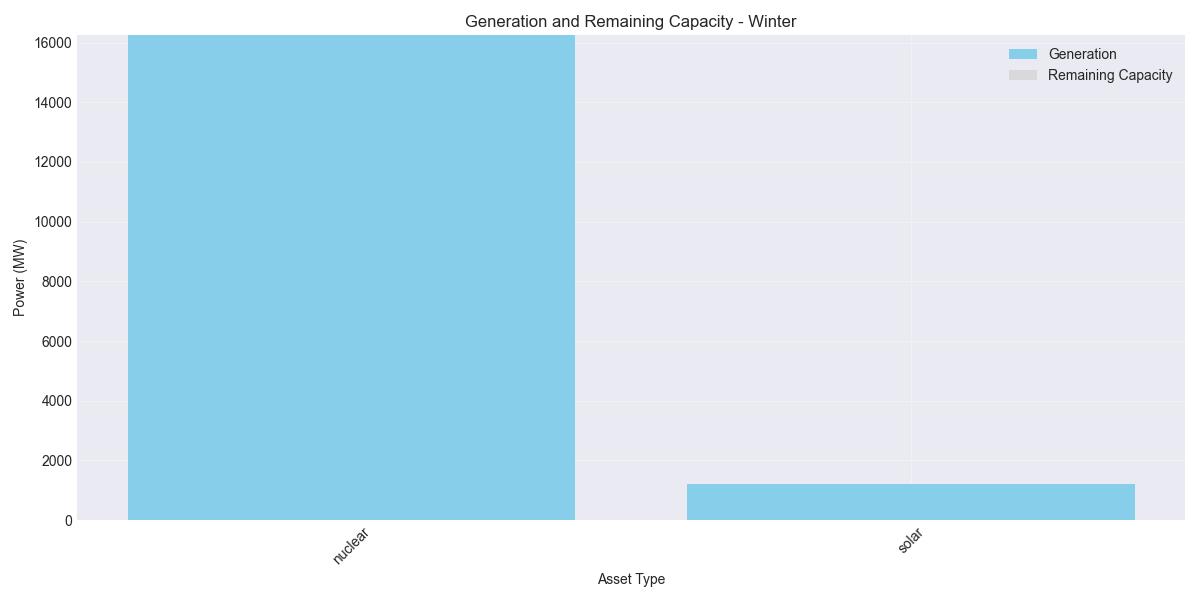 Generation and Remaining Capacity - Winter
Generation
Remaining Capacity
Power (MW)
16000
14000
12000
10000
8000
6000
4000
2000
0
nuclear
solar
Asset Type